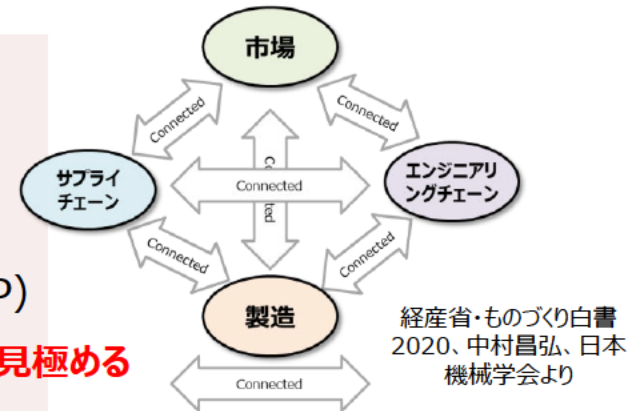 市場
Connected
Connected
サプライ
チェーン
Connected
エンジニアリ
ングチェーン
Connected
Connected
製造
見極める
経産省・ものづくり白書
2020、中村昌弘、日本
機械学会より
Connected